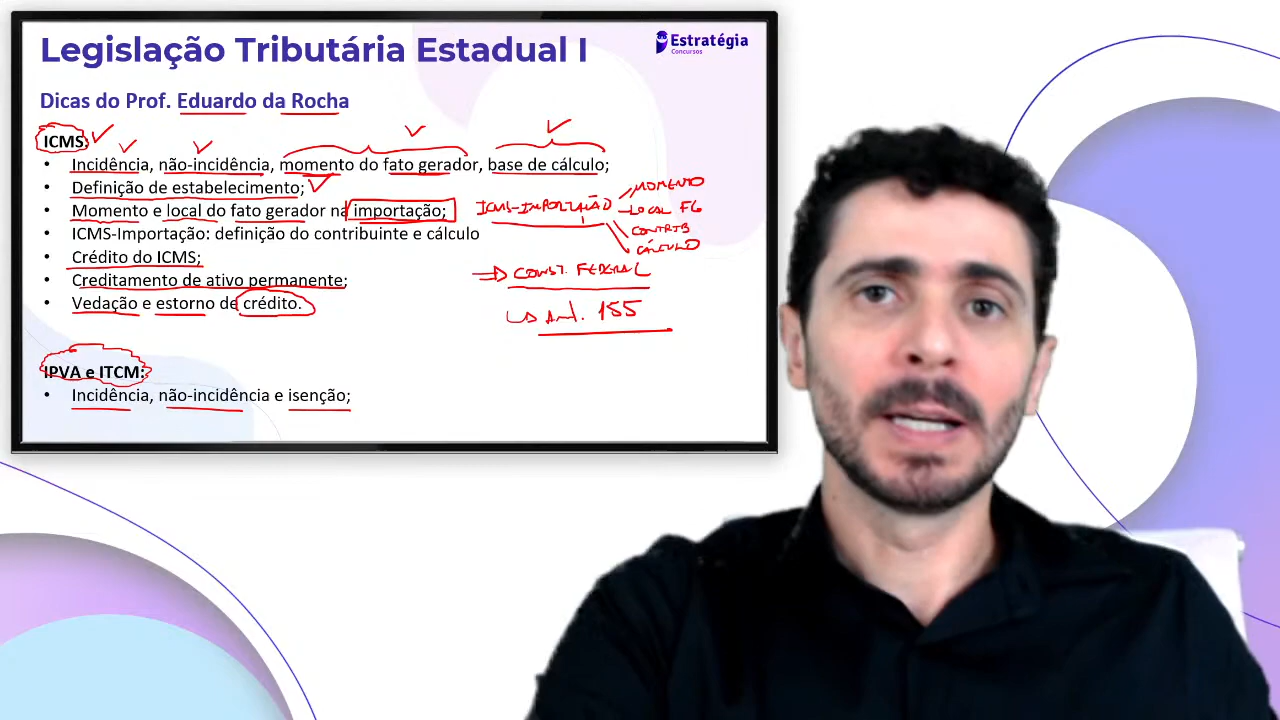 Legislação Tributária Estadual I
Estratégia
Concursos
Dicas do Prof. Eduardo da Rocha
ICMS:
• Incidência, não-incidência, momento do fato gerador, base de cálculo;
• Definição de estabelecimento;
• Momento e local do fato gerador na importação;
• ICMS-Importação: definição do contribuinte e cálculo
• Crédito do ICMS;
• Creditamento de ativo permanente;
• Vedação e estorno de crédito.
ICMS-IMPORTAÇÃO
MOMENTO
LOCAL FG
CONTRIB
CÁLCULO
CONST. FEDERAL
Art. 155
IPVA e ITCM:
• Incidência, não-incidência e isenção;